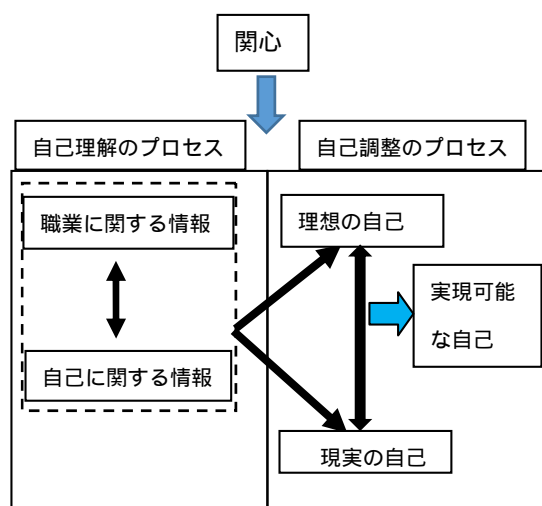 関心
自己理解のプロセス
自己調整のプロセス
職業に関する情報
自己に関する情報
理想の自己
実現可能
な自己
現実の自己